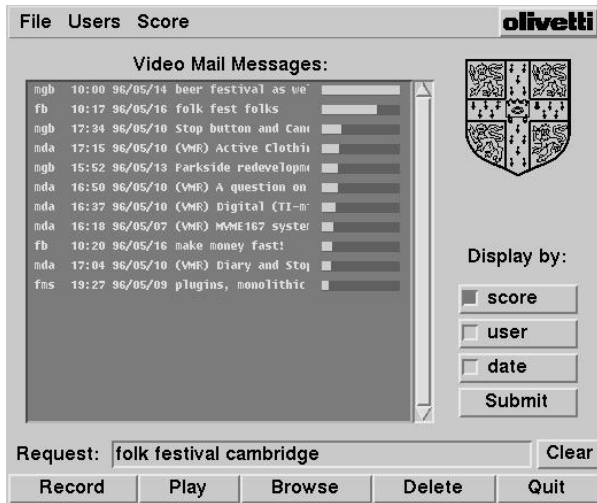 File Users Score olivetti
Video Mail Messages:
mgb 10:00 96/05/14 beer festival as we
fb 10:17 96/05/16 folk fest folks
mgb 17:34 96/05/10 Stop button and Canc
mda 17:15 96/05/10 (VMR) Active Clothin
mgb 15:52 96/05/13 Parkside redevelopme
mda 16:50 96/05/10 (VMR) A question on
mda 16:37 96/05/10 (VMR) Digital (TI-m
mda 16:18 96/05/07 (VMR) MVME167 system
fb 10:20 96/05/16 make money fast!
mda 17:04 96/05/10 (VMR) Diary and Stop
fms 19:27 96/05/09 plugins, monolithic
Display by:
score
user
date
Submit
Request: folk festival cambridge Clear
Record Play Browse Delete Quit